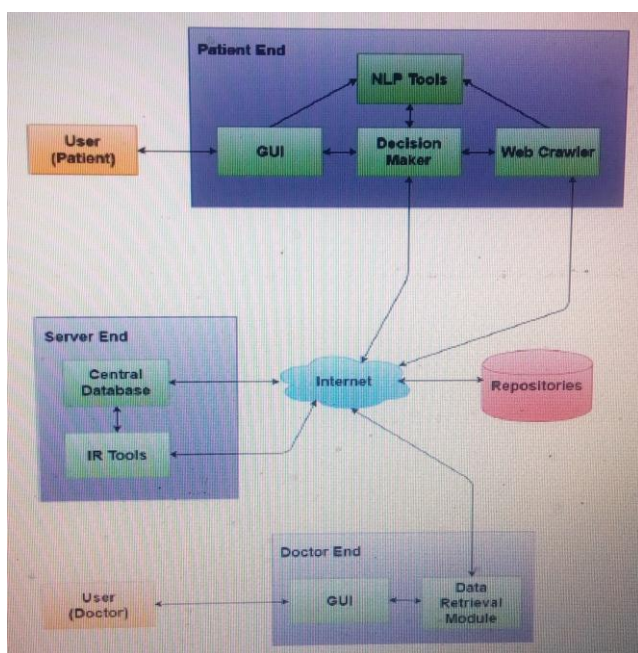 Patient End
NLP Tools
User
(Patient)
GUI
Decision
Maker
Web Crawler
Server End
Central
Database
Internet
Repositories
IR Tools
Doctor End
User
(Doctor)
GUI
Data
Retrieval
Module